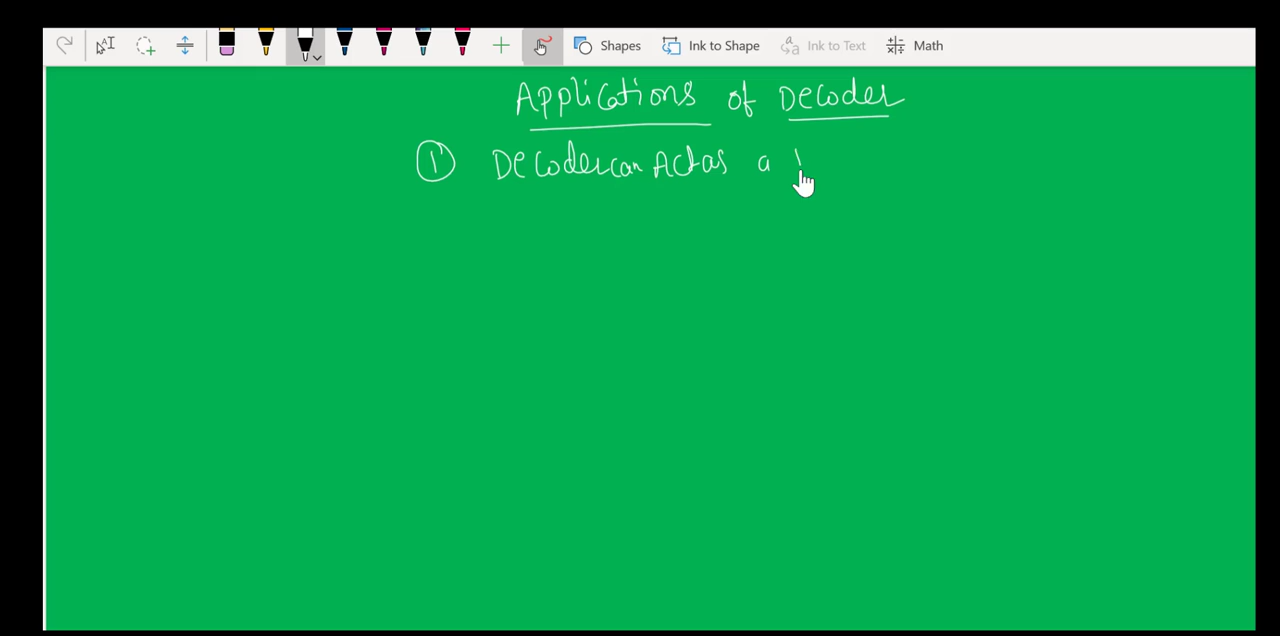 Shapes Ink to Shape Ink to Text Math
Applications of Decoder
1 Decoder can Act as a